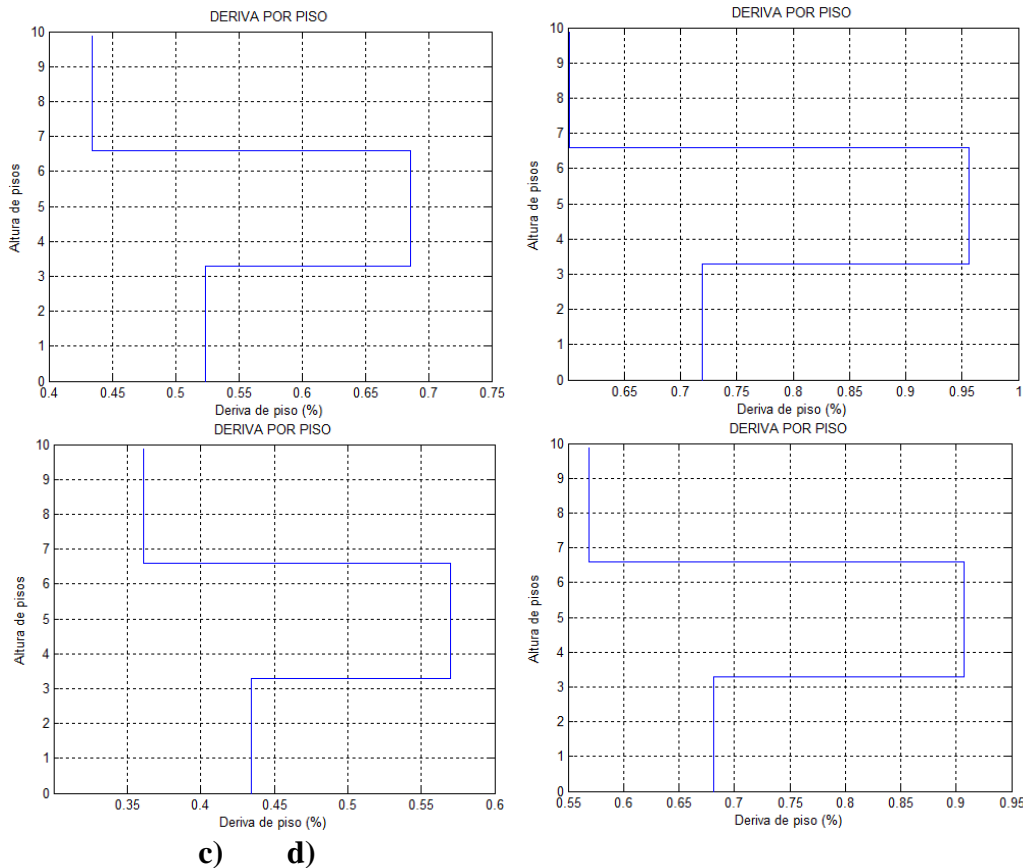 DERIVA POR PISO
10
9
8
7
6
5
4
3
2
1
0
Altura de pisos
0.4 0.45 0.5 0.55 0.6 0.65 0.7 0.75
Deriva de piso (%)
DERIVA POR PISO
10
9
8
7
6
5
4
3
2
1
0
Altura de pisos
0.65 0.7 0.75 0.8 0.85 0.9 0.95 1
Deriva de piso (%)
DERIVA POR PISO
10
9
8
7
6
5
4
3
2
1
0
Altura de pisos
0.35 0.4 0.45 0.5 0.55 0.6
Deriva de piso (%)
DERIVA POR PISO
10
9
8
7
6
5
4
3
2
1
0
Altura de pisos
0.55 0.6 0.65 0.7 0.75 0.8 0.85 0.9 0.95
Deriva de piso (%)
c) d)